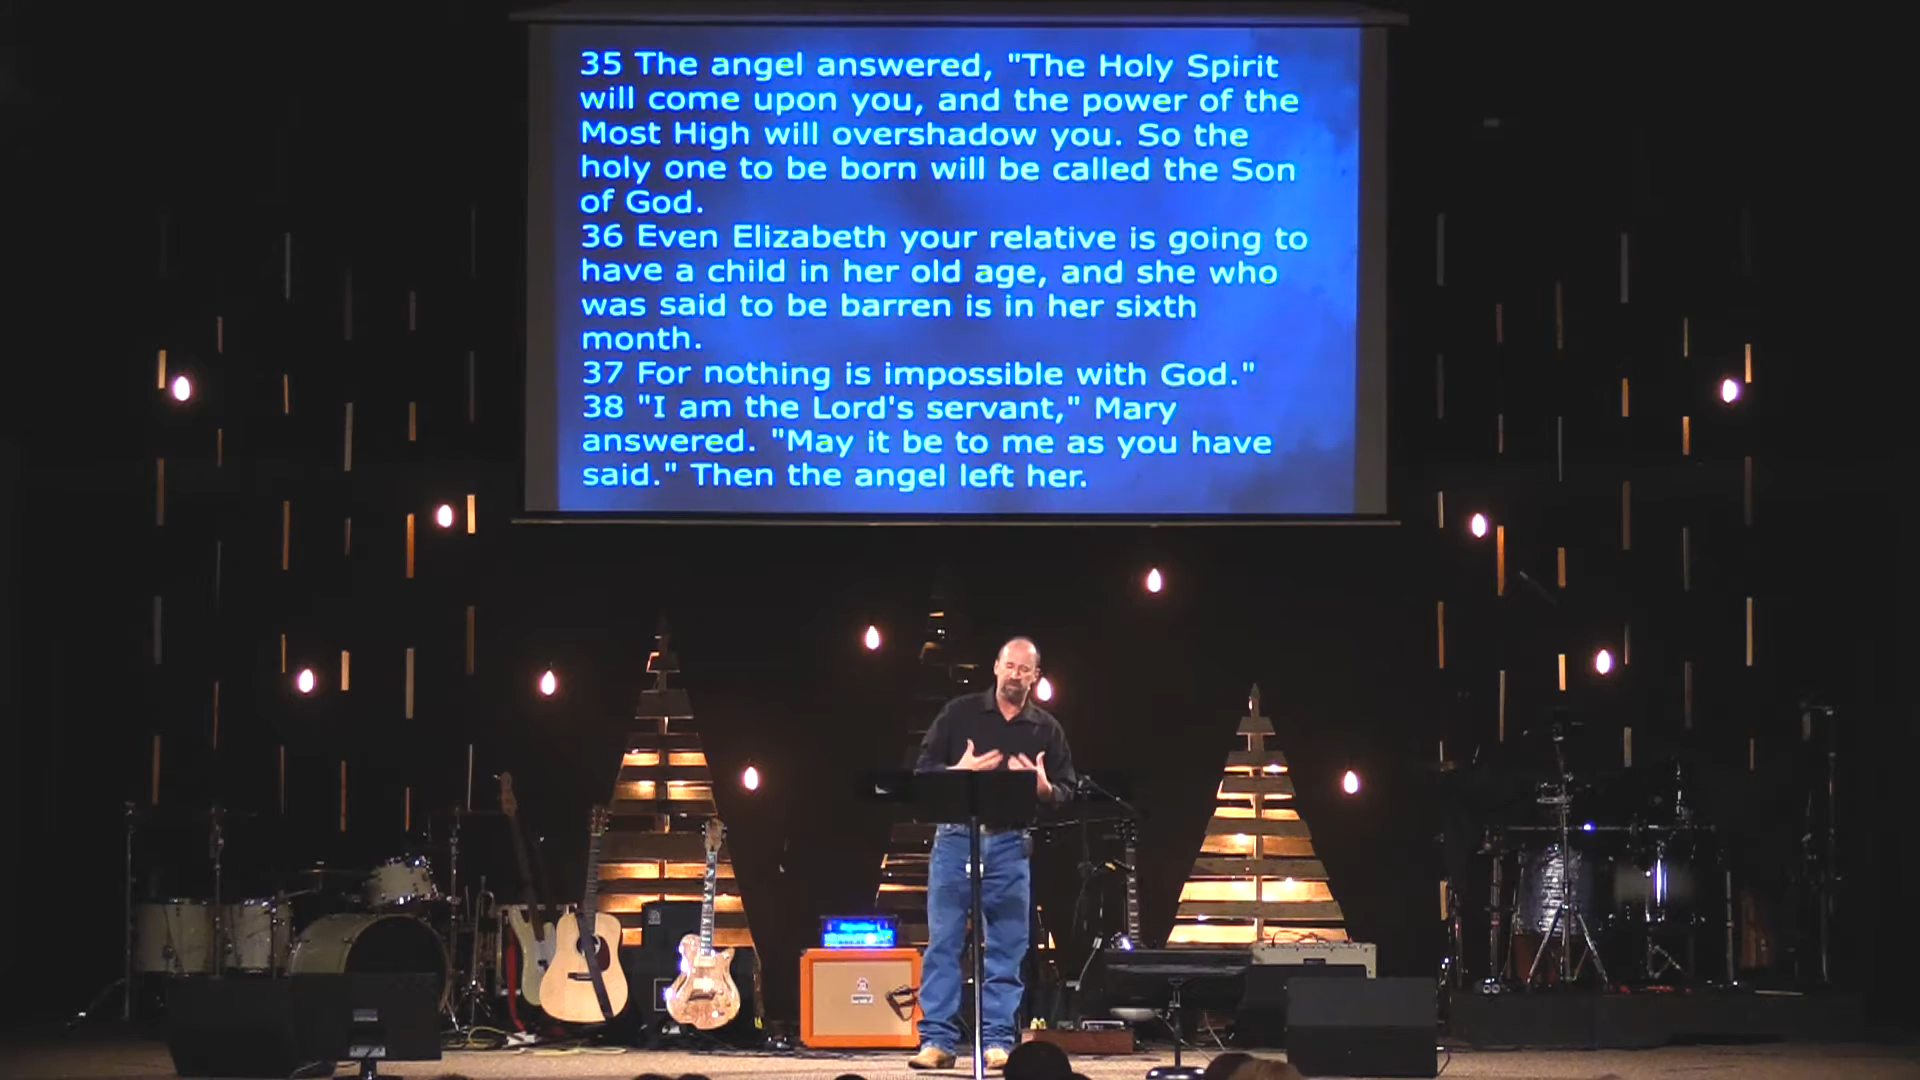 35 The angel answered, "The Holy Spirit
will come upon you, and the power of the
Most High will overshadow you. So the
holy one to be born will be called the Son
of God.
36 Even Elizabeth your relative is going to
have a child in her old age, and she who
was said to be barren is in her sixth
month.
37 For nothing is impossible with God."
38 "I am the Lord's servant," Mary
answered. "May it be to me as you have
said." Then the angel left her.